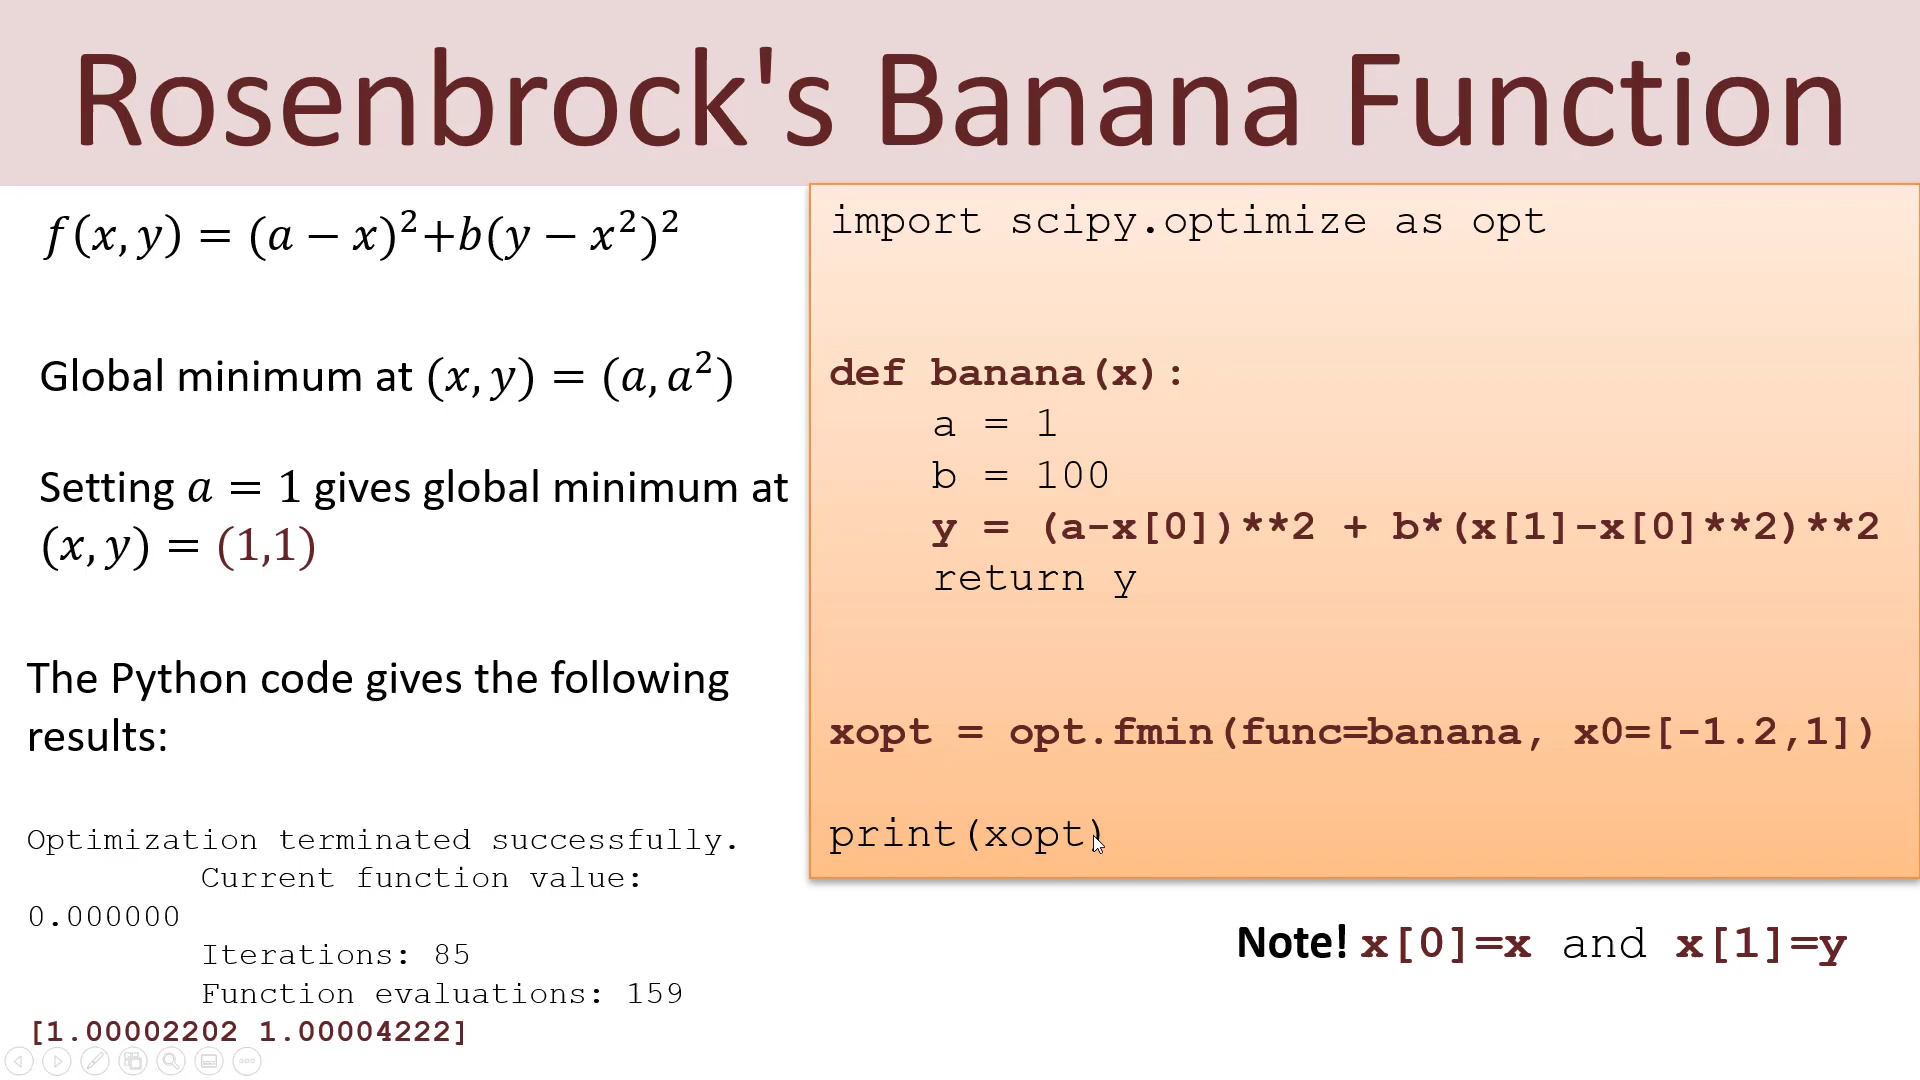 Rosenbrock's Banana Function
f(x, y) = (a − x)²+b(y − x²)²
Global minimum at (x, y) = (a, a²)
Setting a = 1 gives global minimum at
(x, y) = (1,1)
The Python code gives the following
results:
Optimization terminated successfully.
Current function value:
0.000000
Iterations: 85
Function evaluations: 159
[1.00002202 1.00004222]
import scipy.optimize as opt
def banana(x):
    a = 1
    b = 100
    y = (a-x[0])**2 + b*(x[1]-x[0]**2)**2
    return y
xopt = opt.fmin(func=banana, x0=[-1.2,1])
print(xopt)
Note! x[0]=x and x[1]=y